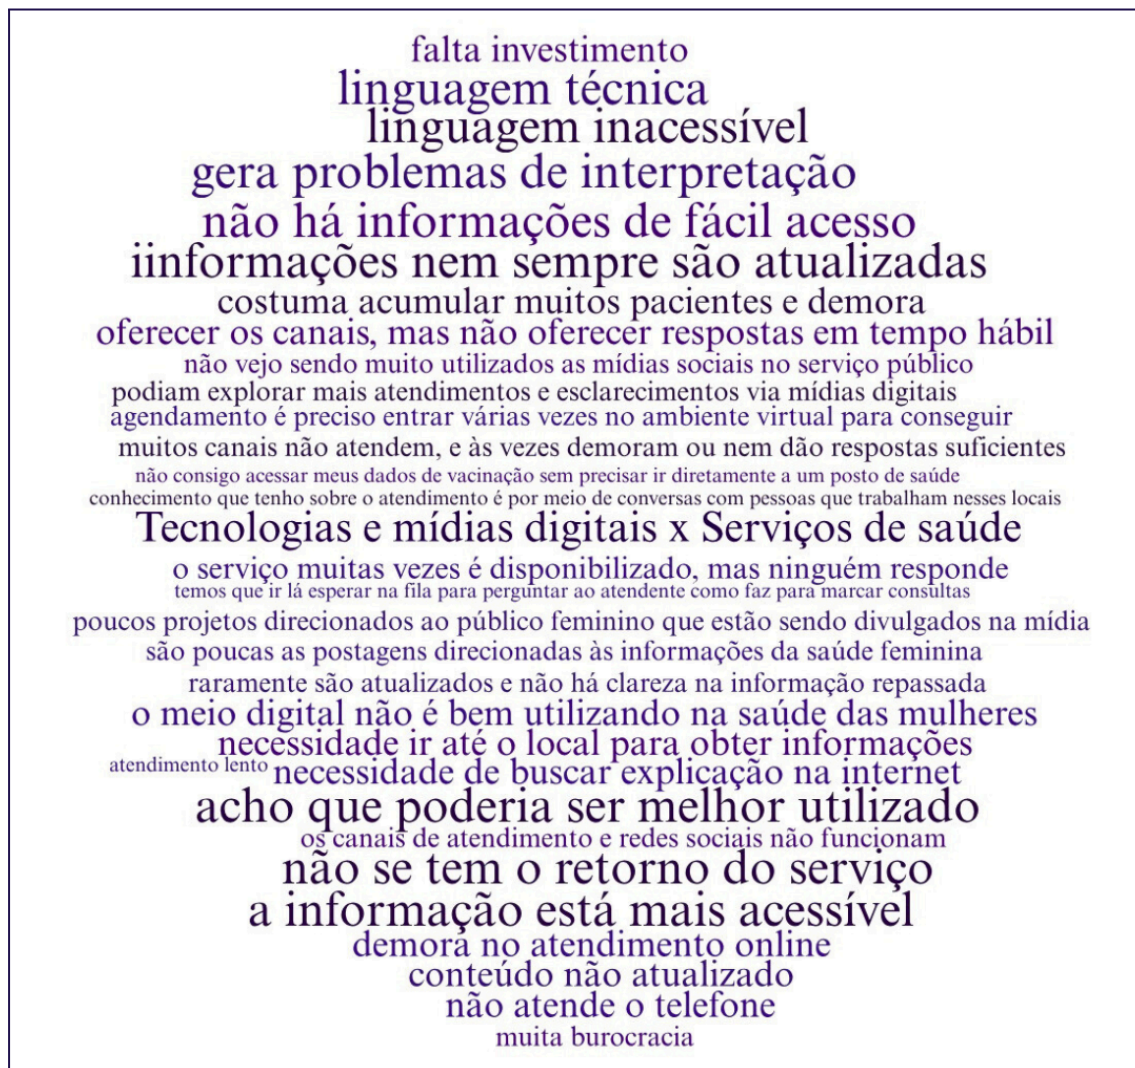 falta investimento
linguagem técnica
linguagem inacessível
gera problemas de interpretação
não há informações de fácil acesso
iinformações nem sempre são atualizadas
costuma acumular muitos pacientes e demora
oferecer os canais, mas não oferecer respostas em tempo hábil
não vejo sendo muito utilizados as mídias sociais no serviço público
podiam explorar mais atendimentos e esclarecimentos via mídias digitais
agendamento é preciso entrar várias vezes no ambiente virtual para conseguir
muitos canais não atendem, e às vezes demoram ou nem dão respostas suficientes
não consigo acessar meus dados de vacinação sem precisar ir diretamente a um posto de saúde
conhecimento que tenho sobre o atendimento é por meio de conversas com pessoas que trabalham nesses locais
Tecnologias e mídias digitais x Serviços de saúde
o serviço muitas vezes é disponibilizado, mas ninguém responde
temos que ir lá esperar na fila para perguntar ao atendente como faz para marcar consultas
poucos projetos direcionados ao público feminino que estão sendo divulgados na mídia
são poucas as postagens direcionadas às informações da saúde feminina
raramente são atualizados e não há clareza na informação repassada
o meio digital não é bem utilizando na saúde das mulheres
necessidade ir até o local para obter informações
atendimento lento necessidade de buscar explicação na internet
acho que poderia ser melhor utilizado
os canais de atendimento e redes sociais não funcionam
não se tem o retorno do serviço
a informação está mais acessível
demora no atendimento online
conteúdo não atualizado
não atende o telefone
muita burocracia